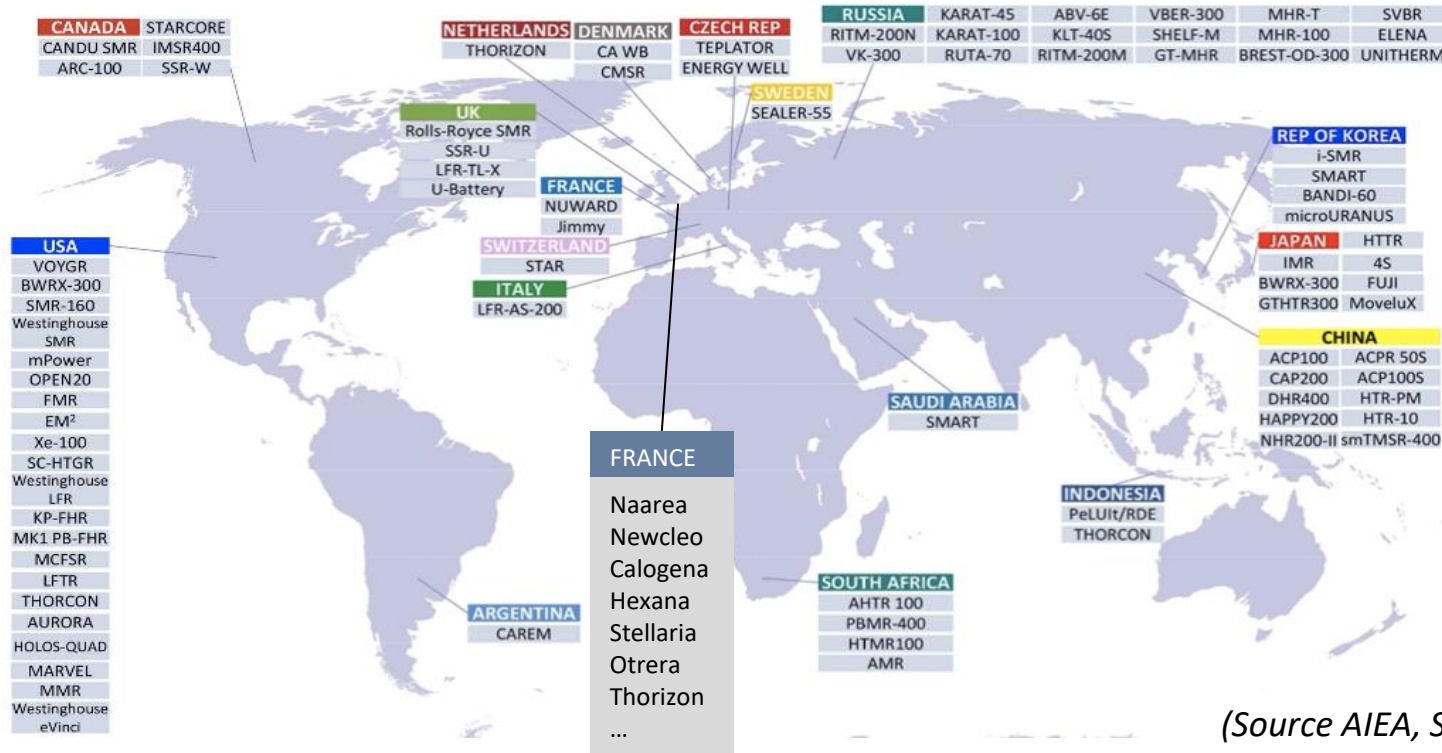 CANADA STARCORE
CANDU SMR IMSR400
ARC-100 SSR-W
NETHERLANDS
THORIZON
DENMARK
CA WB
CMSR
CZECH REP
TEPLATOR
ENERGY WELL
RUSSIA KARAT-45 ABV-6E VBER-300 MHR-T SVBR
RITM-200N KARAT-100 KLT-40S SHELF-M MHR-100 ELENA
VK-300 RUTA-70 RITM-200M GT-MHR BREST-OD-300 UNITHERM
SWEDEN
SEALER-55
UK
Rolls-Royce SMR
SSR-U
LFR-TL-X
U-Battery
FRANCE
NUWARD
Jimmy
SWITZERLAND
STAR
ITALY
LFR-AS-200
REP OF KOREA
i-SMR
SMART
BANDI-60
microURANUS
JAPAN HTTR
IMR 4S
BWRX-300 FUJI
GTHTR300 MoveluX
CHINA
ACP100 ACPR 50S
CAP200 ACP100S
DHR400 HTR-PM
HAPPY200 HTR-10
NHR200-II smTMSR-400
USA
VOYGR
BWRX-300
SMR-160
Westinghouse
SMR
mPower
OPEN20
FMR
EM²
Xe-100
SC-HTGR
Westinghouse
LFR
KP-FHR
MK1 PB-FHR
MCFSR
LFTR
THORCON
AURORA
HOLOS-QUAD
MARVEL
MMR
Westinghouse
eVinci
SAUDI ARABIA
SMART
INDONESIA
PeLUIt/RDE
THORCON
ARGENTINA
CAREM
FRANCE
Naarea
Newcleo
Calogena
Hexana
Stellaria
Otrera
Thorizon
...
SOUTH AFRICA
AHTR 100
PBMR-400
HTMR100
AMR
(Source AIEA, S